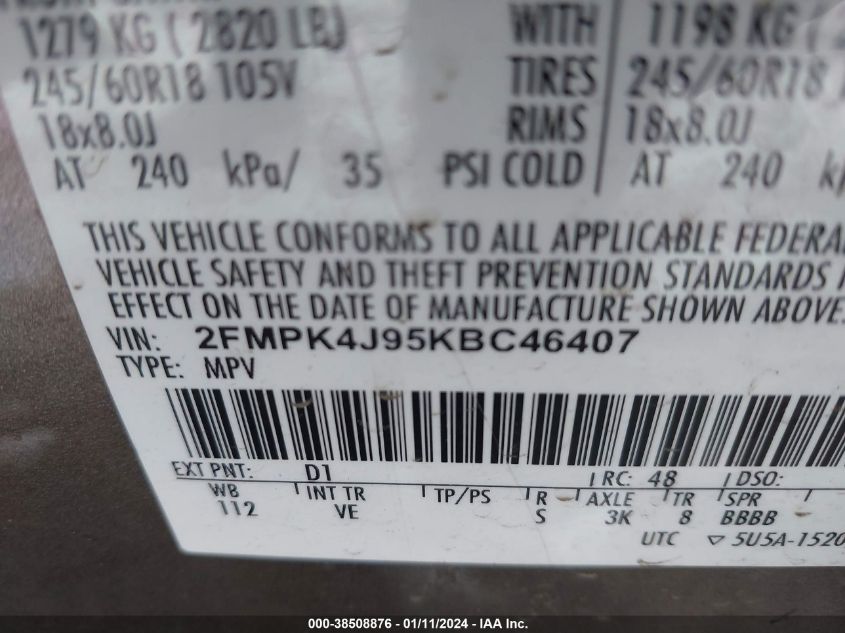 1279 KG ( 2820 LB) WITH 1198 KG (
245/60R18 105V TIRES 245/60R18
18x8.0J RIMS 18x8.0J
AT 240 kPa/ 35 PSI COLD AT 240
THIS VEHICLE CONFORMS TO ALL APPLICABLE FEDERA
VEHICLE SAFETY AND THEFT PREVENTION STANDARDS
EFFECT ON THE DATE OF MANUFACTURE SHOWN ABOVE.
VIN: 2FMPK4J95KBC46407
TYPE: MPV
EXT PNT: D1 RC: 48 DSO:
WB INT TR TP/PS R AXLE TR SPR
112 VE S 3K 8 BBBB
UTC ▽ 5U5A-1520
000-38508876 / 01/11/2024 / IAA Inc.